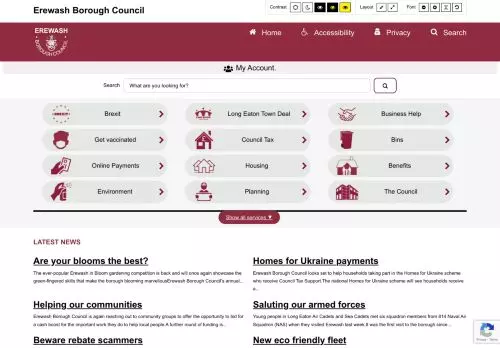 Erewash Borough Council
Contrast
Layout
Font
EREWASH
BOROUGH COUNCIL
Home
Accessibility
Privacy
Search
My Account.
Search
What are you looking for?
Brexit
Long Eaton Town Deal
Business Help
Get vaccinated
Council Tax
Bins
Online Payments
Housing
Benefits
Environment
Planning
The Council
Show all services ▼
LATEST NEWS
Are your blooms the best?
The ever-popular Erewash in Bloom gardening competition is back and will once again showcase the
green-fingered skills that make the borough blooming marvellousErewash Borough Council's annual...
Homes for Ukraine payments
Erewash Borough Council looks set to help households taking part in the Homes for Ukraine scheme
who receive Council Tax Support.The national Homes for Ukraine scheme will see households receive
a...
Helping our communities
Erewash Borough Council is again reaching out to community groups to offer the opportunity to bid for
a cash boost for the important work they do to help local people.A further round of funding is...
Saluting our armed forces
Young people in Long Eaton Air Cadets and Sea Cadets met six squadron members from 814 Naval Air
Squadron (NAS) when they visited Erewash last week.It was the first visit to the borough since...
Beware rebate scammers
New eco friendly fleet
Privacy - Terms